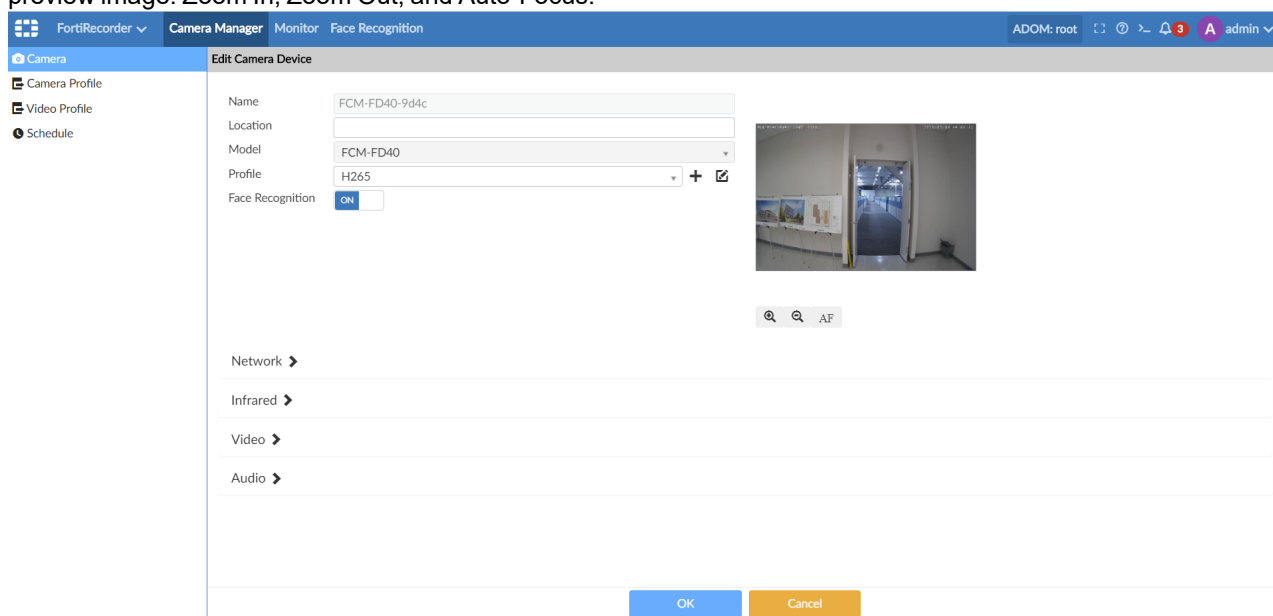 preview image: Zoom In, Zoom Out, and Auto Focus.
FortiRecorder Camera Manager Monitor Face Recognition ADOM: root 3 A admin
Camera
Edit Camera Device
Camera Profile
Video Profile
Schedule
Name FCM-FD40-9d4c
Location
Model FCM-FD40
Profile H265
Face Recognition ON
AF
Network
Infrared
Video
Audio
OK Cancel